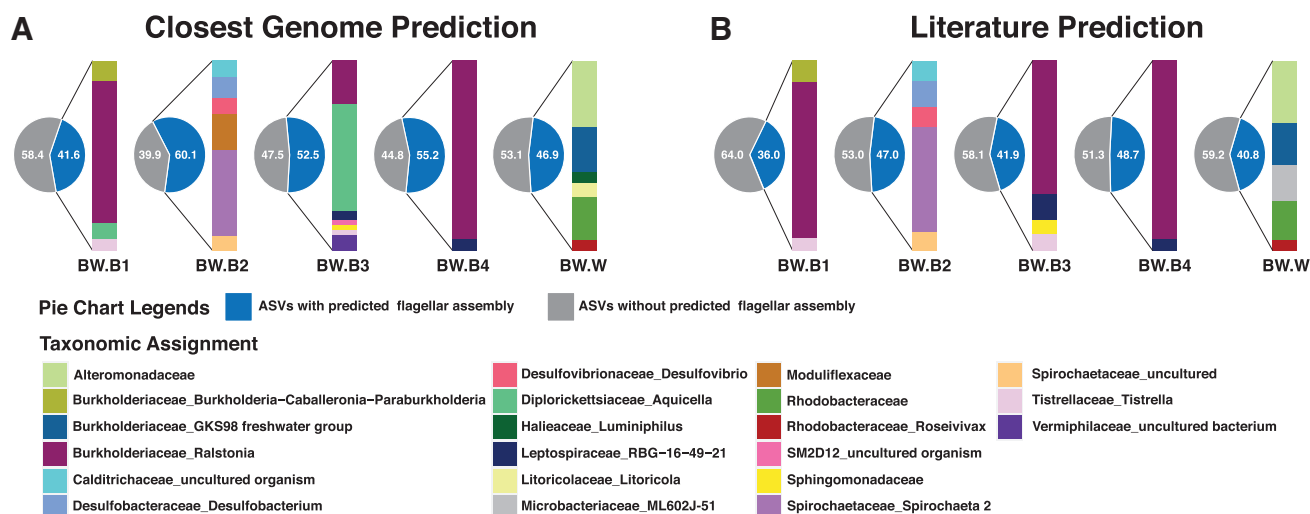 A Closest Genome Prediction
B Literature Prediction
58.4 41.6
39.9 60.1
47.5 52.5
44.8 55.2
53.1 46.9
64.0 36.0
53.0 47.0
58.1 41.9
51.3 48.7
59.2 40.8
BW.B1 BW.B2 BW.B3 BW.B4 BW.W
BW.B1 BW.B2 BW.B3 BW.B4 BW.W
Pie Chart Legends ASVs with predicted flagellar assembly ASVs without predicted flagellar assembly
Taxonomic Assignment
Alteromonadaceae
Burkholderiaceae_Burkholderia−Caballeronia−Paraburkholderia
Burkholderiaceae_GKS98 freshwater group
Burkholderiaceae_Ralstonia
Calditrichaceae_uncultured organism
Desulfobacteraceae_Desulfobacterium
Desulfovibrionaceae_Desulfovibrio
Diplorickettsiaceae_Aquicella
Halieaceae_Luminiphilus
Leptospiraceae_RBG−16−49−21
Litoricolaceae_Litoricola
Microbacteriaceae_ML602J-51
Moduliflexaceae
Rhodobacteraceae
Rhodobacteraceae_Roseivivax
SM2D12_uncultured organism
Sphingomonadaceae
Spirochaetaceae_Spirochaeta 2
Spirochaetaceae_uncultured
Tistrellaceae_Tistrella
Vermiphilaceae_uncultured bacterium